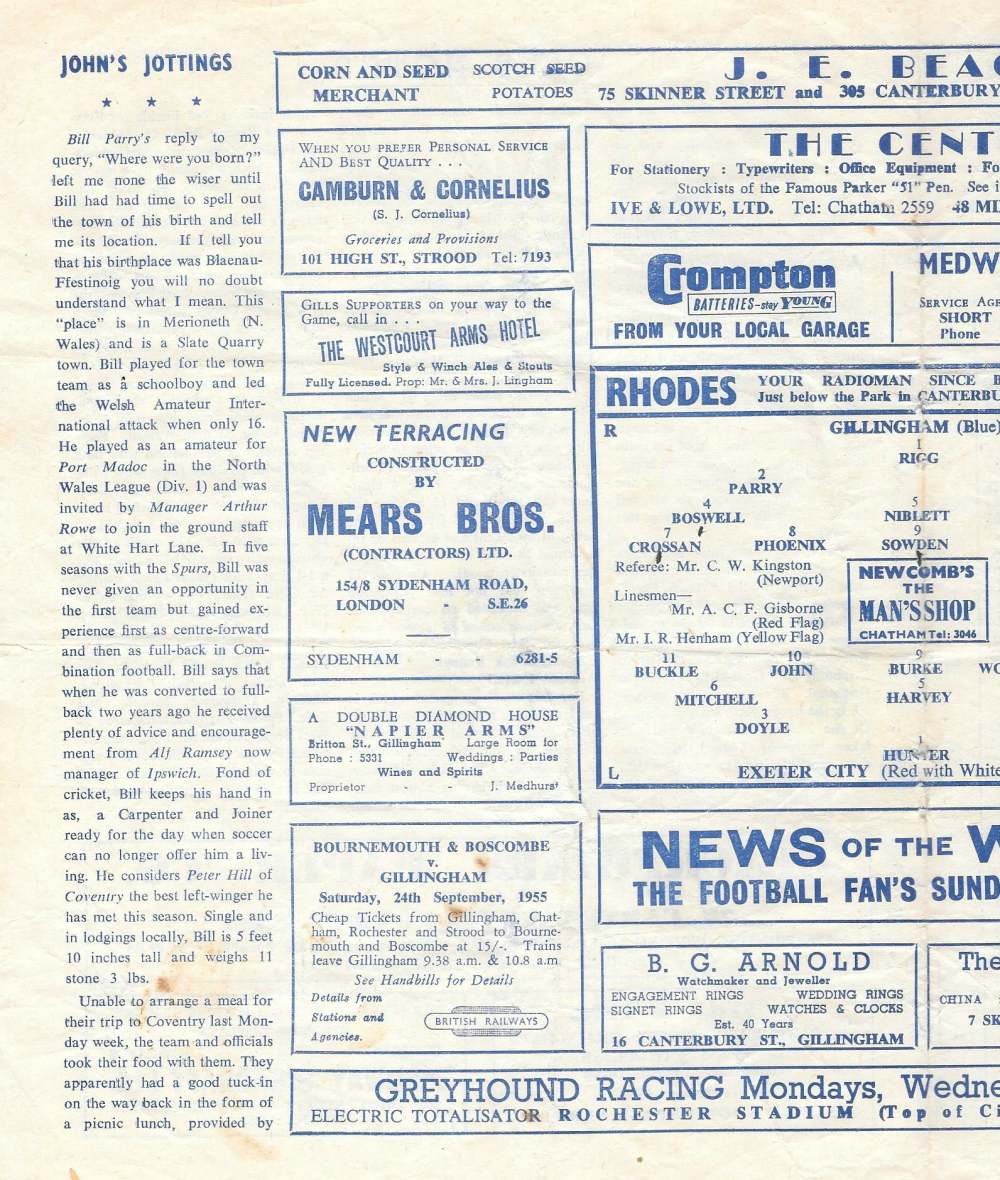 JOHN'S JOTTINGS
★ ★ ★
Bill Parry's reply to my
query, "Where were you born?"
left me none the wiser until
Bill had had time to spell out
the town of his birth and tell
me its location. If I tell you
that his birthplace was Blaenau-
Ffestinoig you will no doubt
understand what I mean. This
"place" is in Merioneth (N.
Wales) and is a Slate Quarry
town. Bill played for the town
team as a schoolboy and led
the Welsh Amateur Inter-
national attack when only 16.
He played as an amateur for
Port Madoc in the North
Wales League (Div. 1) and was
invited by Manager Arthur
Rowe to join the ground staff
at White Hart Lane. In five
seasons with the Spurs, Bill was
never given an opportunity in
the first team but gained ex-
perience first as centre-forward
and then as full-back in Com-
bination football. Bill says that
when he was converted to full-
back two years ago he received
plenty of advice and encourage-
ment from Alf Ramsey now
manager of Ipswich. Fond of
cricket, Bill keeps his hand in
as, a Carpenter and Joiner
ready for the day when soccer
can no longer offer him a liv-
ing. He considers Peter Hill of
Coventry the best left-winger he
has met this season. Single and
in lodgings locally, Bill is 5 feet
10 inches tall and weighs 11
stone 3 lbs.
Unable to arrange a meal for
their trip to Coventry last Mon-
day week, the team and officials
took their food with them. They
apparently had a good tuck-in
on the way back in the form of
a picnic lunch, provided by
CORN AND SEED
MERCHANT
SCOTCH SEED
POTATOES
J. E. BEAC
75 SKINNER STREET and 305 CANTERBURY
WHEN YOU PREFER PERSONAL SERVICE
AND BEST QUALITY . . .
CAMBURN & CORNELIUS
(S. J. Cornelius)
Groceries and Provisions
101 HIGH ST., STROOD Tel: 7193
THE CENT
For Stationery : Typewriters : Office Equipment : Fo
Stockists of the Famous Parker "51" Pen. See i
IVE & LOWE, LTD. Tel: Chatham 2559 48 MI
GILLS SUPPORTERS on your way to the
Game, call in . . .
THE WESTCOURT ARMS HOTEL
Style & Winch Ales & Stouts
Fully Licensed. Prop: Mr. & Mrs. J. Lingham
Crompton
BATTERIES-stay YOUNG
FROM YOUR LOCAL GARAGE
MEDW
SERVICE AGE
SHORT
Phone
NEW TERRACING
CONSTRUCTED
BY
MEARS BROS.
(CONTRACTORS) LTD.
154/8 SYDENHAM ROAD,
LONDON - S.E.26
SYDENHAM - - 6281-5
RHODES
YOUR RADIOMAN SINCE B
Just below the Park in CANTERBU
R GILLINGHAM (Blue)
1
RIGG
2
PARRY
4 5
BOSWELL NIBLETT
7 8 9
CROSSAN PHOENIX SOWDEN
Referee: Mr. C. W. Kingston
(Newport)
Linesmen—
Mr. A. C. F. Gisborne
(Red Flag)
Mr. I. R. Henham (Yellow Flag)
NEWCOMB'S
THE
MAN'S SHOP
CHATHAM Tel: 3046
11 10 9
BUCKLE JOHN BURKE WO
6 5
MITCHELL HARVEY
3
DOYLE
1
HUNTER
L EXETER CITY (Red with White
A DOUBLE DIAMOND HOUSE
"NAPIER ARMS"
Britton St., Gillingham Large Room for
Phone : 5331 Weddings : Parties
Wines and Spirits
Proprietor - - J. Medhurst
BOURNEMOUTH & BOSCOMBE
v.
GILLINGHAM
Saturday, 24th September, 1955
Cheap Tickets from Gillingham, Chat-
ham, Rochester and Strood to Bourne-
mouth and Boscombe at 15/-. Trains
leave Gillingham 9.38 a.m. & 10.8 a.m
See Handbills for Details
Details from
Stations and
Agencies.
BRITISH RAILWAYS
NEWS OF THE W
THE FOOTBALL FAN'S SUND
B. G. ARNOLD
Watchmaker and Jeweller
ENGAGEMENT RINGS WEDDING RINGS
SIGNET RINGS WATCHES & CLOCKS
Est. 40 Years
16 CANTERBURY ST., GILLINGHAM
The
CHINA
7 SK
GREYHOUND RACING Mondays, Wedne
ELECTRIC TOTALISATOR ROCHESTER STADIUM (Top of Ci